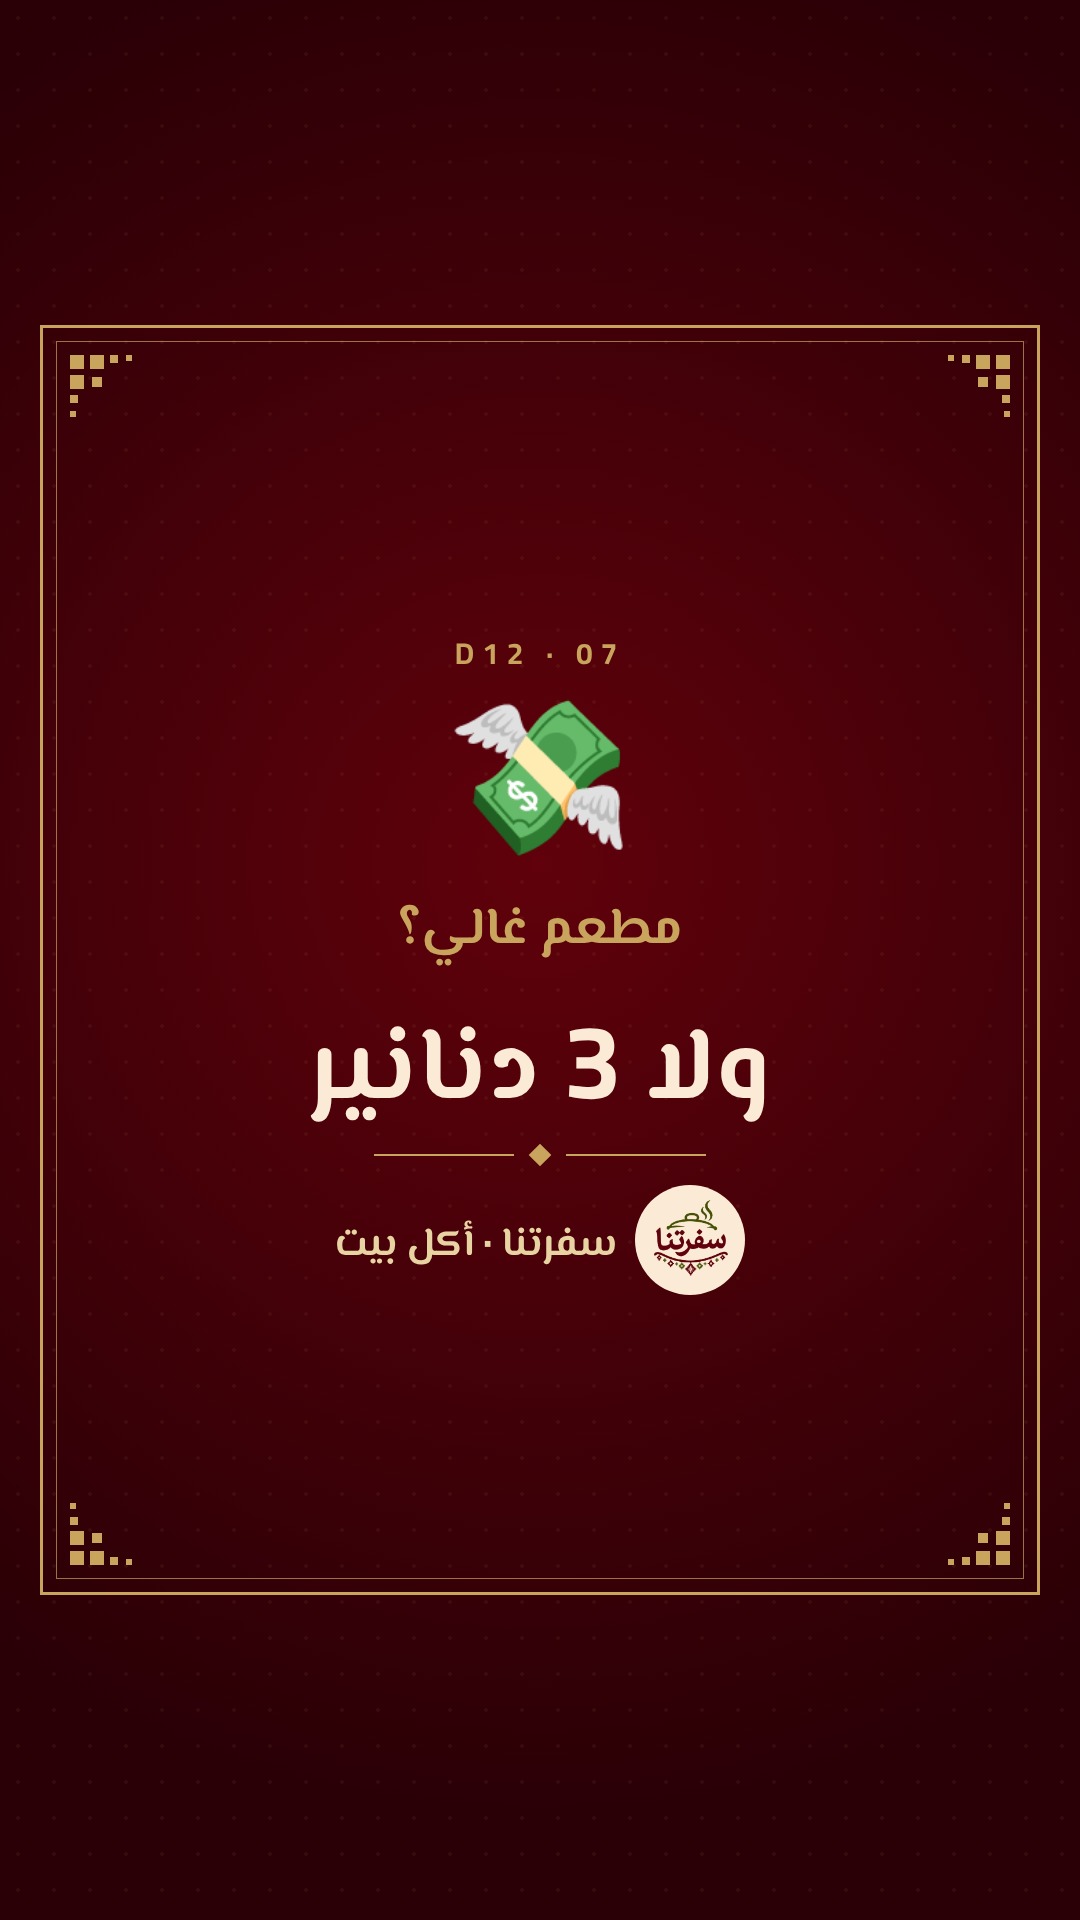 D12 · 07
مطعم غالي؟
ولا 3 دنانير
سفرتنا
سفرتنا · أكل بيت